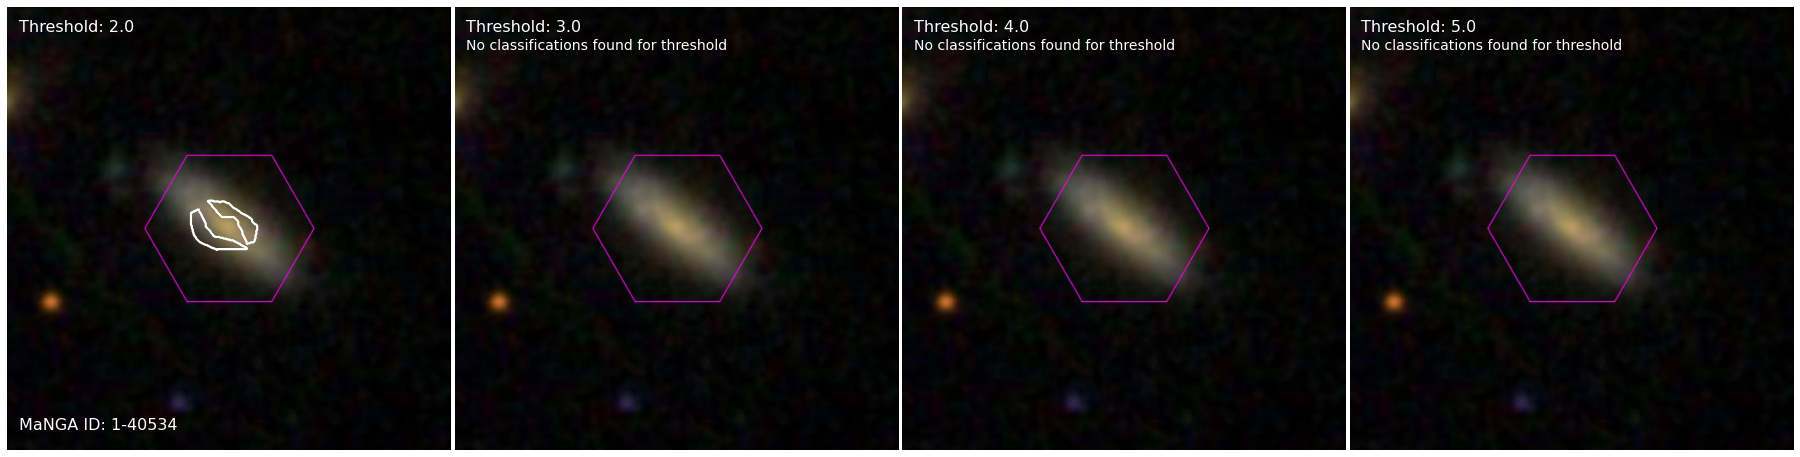 Threshold: 2.0
MaNGA ID: 1-40534
Threshold: 3.0
No classifications found for threshold
Threshold: 4.0
No classifications found for threshold
Threshold: 5.0
No classifications found for threshold